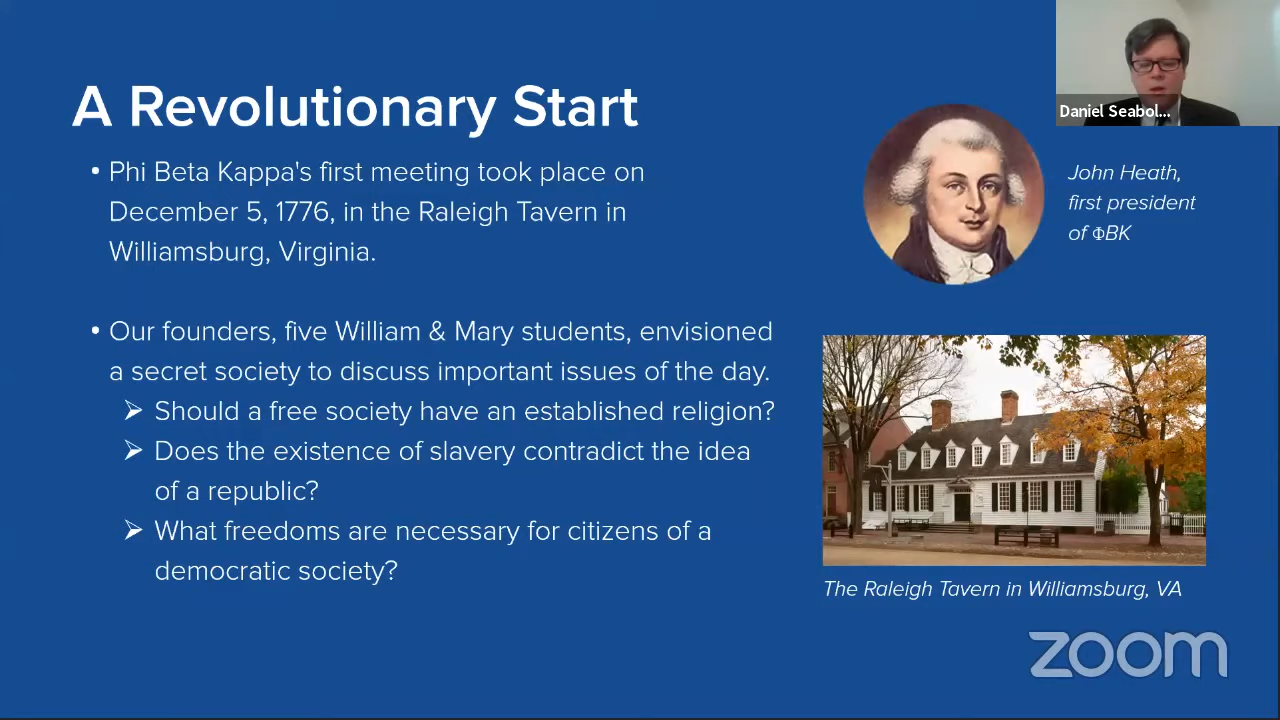 A Revolutionary Start
• Phi Beta Kappa's first meeting took place on
December 5, 1776, in the Raleigh Tavern in
Williamsburg, Virginia.
• Our founders, five William & Mary students, envisioned
a secret society to discuss important issues of the day.
➢ Should a free society have an established religion?
➢ Does the existence of slavery contradict the idea
of a republic?
➢ What freedoms are necessary for citizens of a
democratic society?
Daniel Seabol...
John Heath,
first president
of ΦBK
The Raleigh Tavern in Williamsburg, VA
zoom